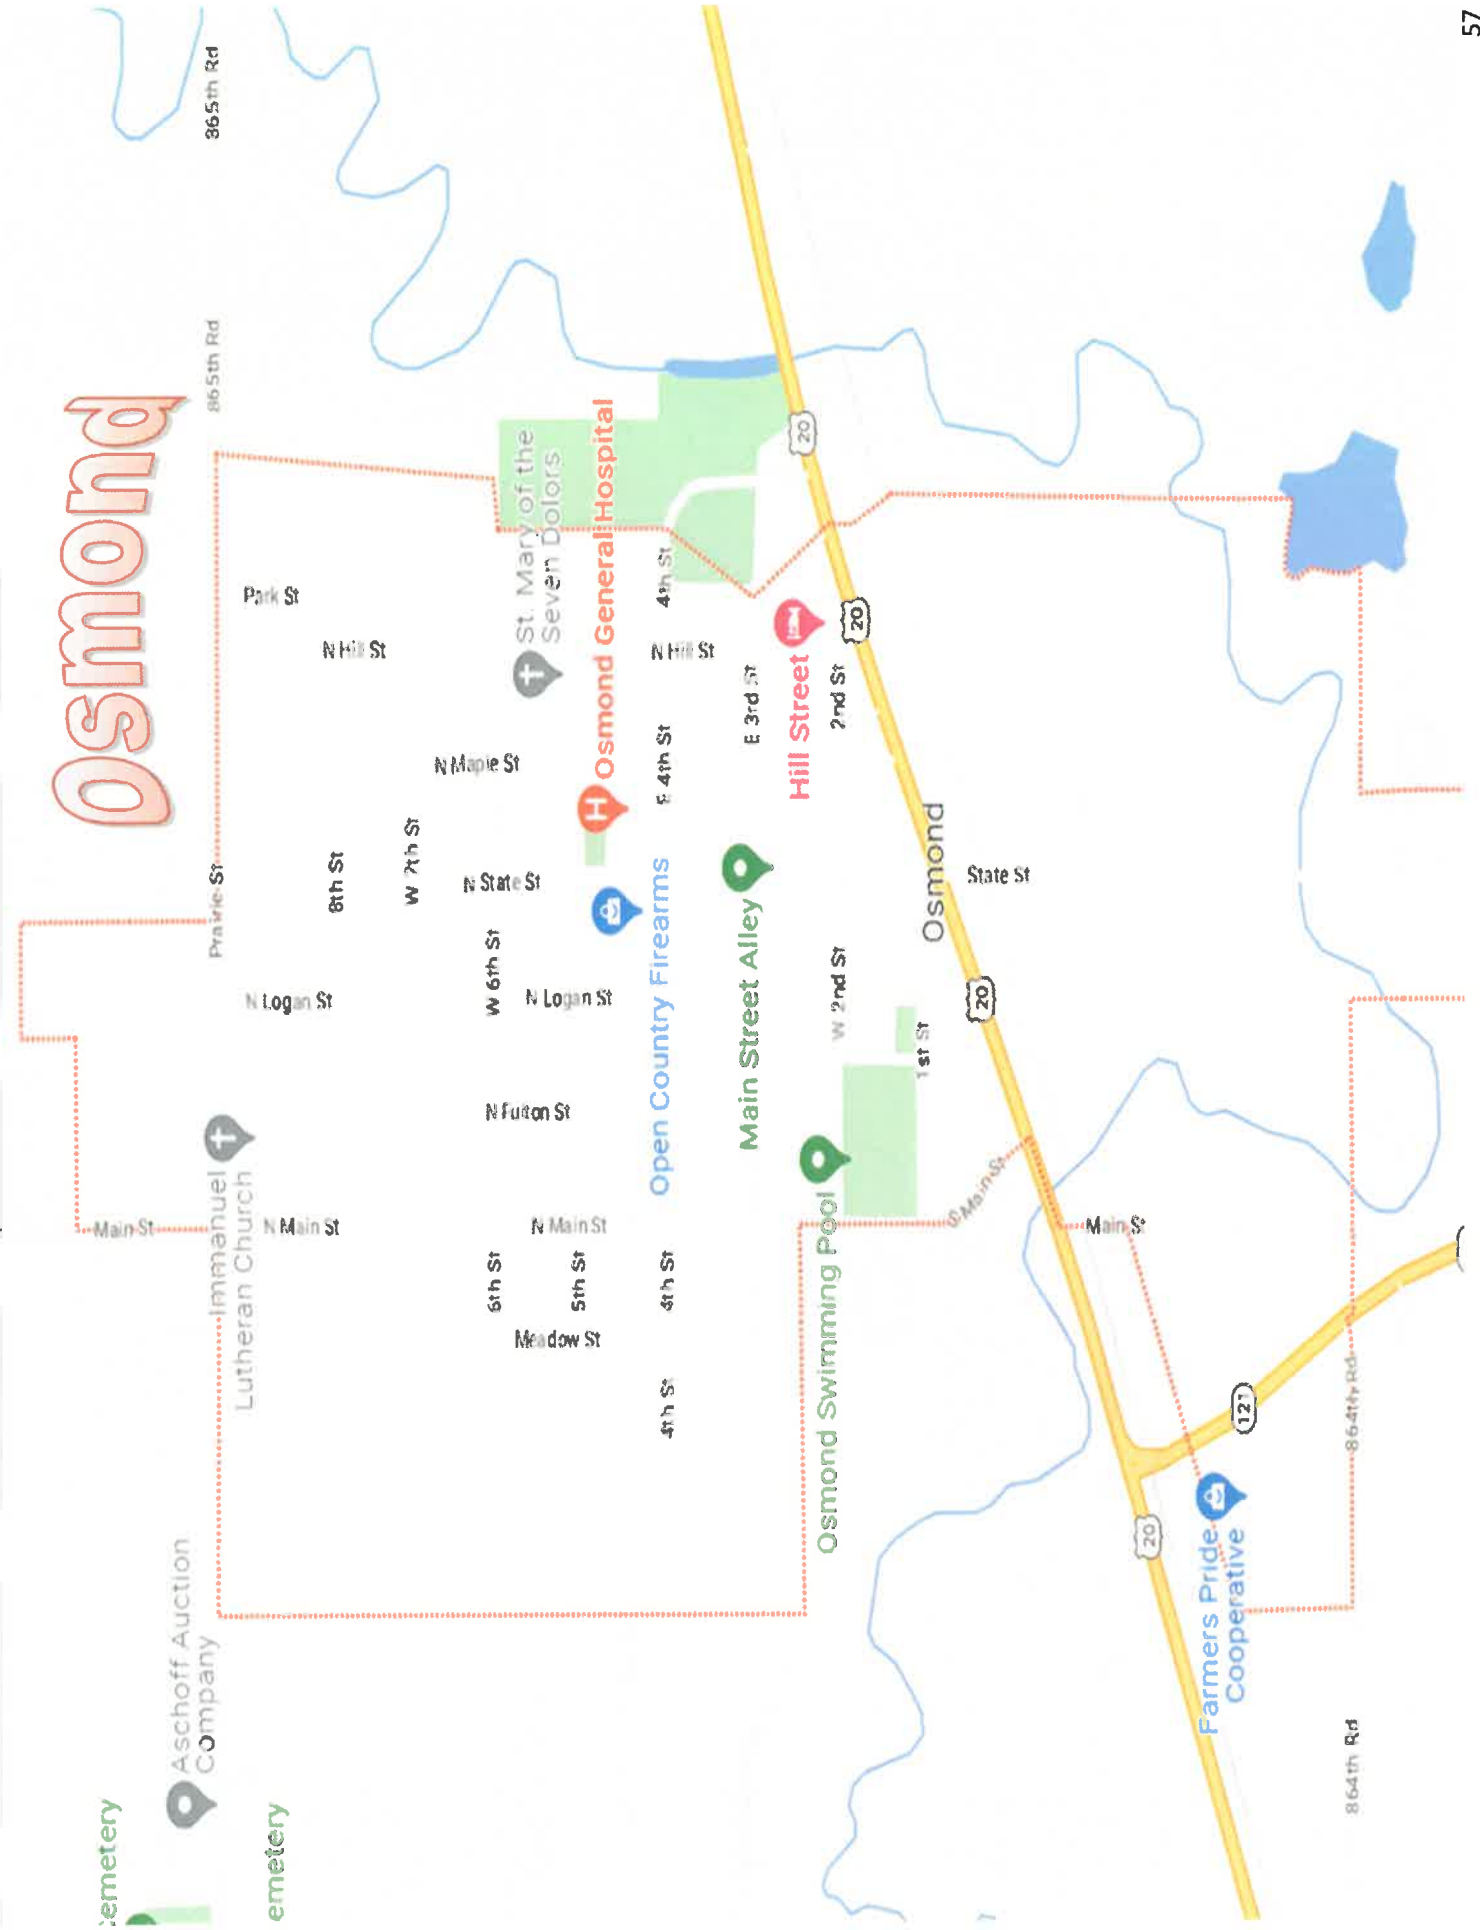 emetery
Osmond
Main St
Aschoff Auction
Company
Immanuel
Lutheran Church
Prairie St
865th Rd
865th Rd
emetery
N Main St
N Logan St
Park St
8th St
N Hill St
W 7th St
N Maple St
6th St
W 6th St
N Fulton St
N State St
St. Mary of the
Seven Dolors
Meadow St
N Main St
N Logan St
5th St
H
Osmond General Hospital
4th St
4th St
Open Country Firearms
E 4th St
N Hill St
4th St
Main Street Alley
E 3rd St
Hill Street
20
Osmond Swimming Pool
W 2nd St
2nd St
20
1st St
Osmond
S Main St
20
State St
Main St
20
Farmers Pride
Cooperative
121
864th Rd
864th Rd
57